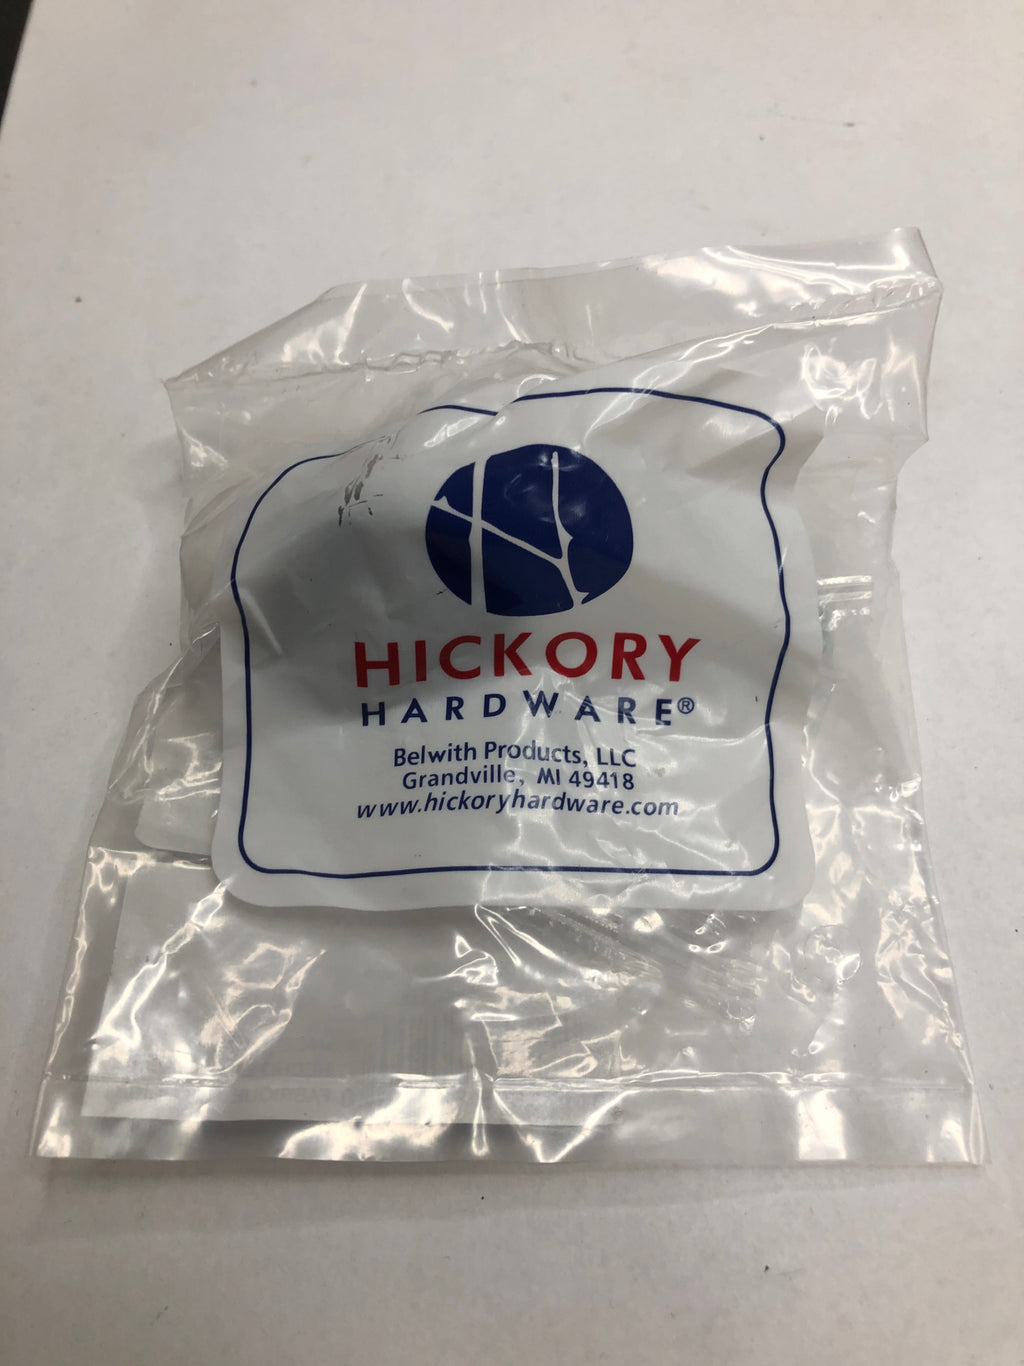 HICKORY
HARDWARE®
Belwith Products, LLC
Grandville, MI 49418
www.hickoryhardware.com